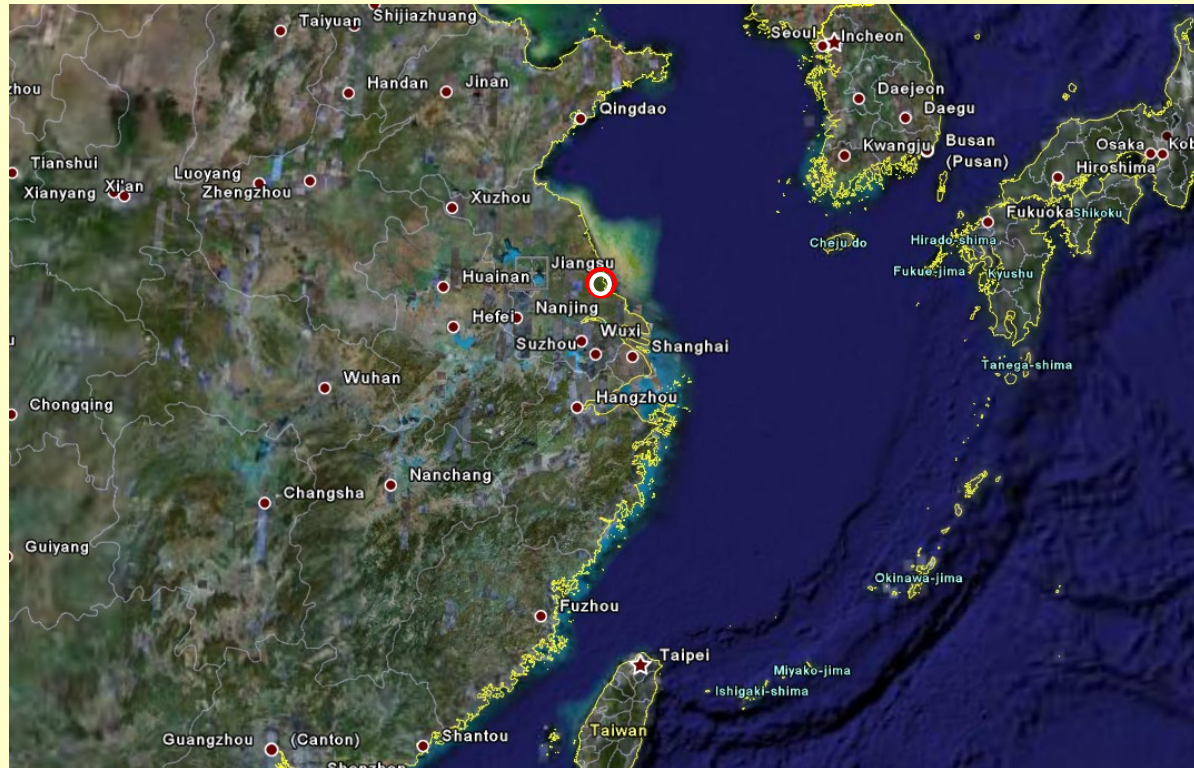 Taiyuan
Shijiazhuang
Seoul
Incheon
Handan
Jinan
Daejeon
Daegu
Qingdao
Kwangju
Busan
(Pusan)
Osaka
Kob
Hiroshima
zhou
Tianshui
Xianyang
Xi'an
Luoyang
Zhengzhou
Xuzhou
Fukuoka
Shikoku
Cheju do
Hirado-shima
Fukue-jima
Kyushu
Jiangsu
Huainan
Nanjing
Hefei
Wuxi
Suzhou
Shanghai
Tanega-shima
u
Wuhan
Chongqing
Hangzhou
Nanchang
Changsha
Guiyang
Okinawa-jima
Fuzhou
Taipei
Miyako-jima
Ishigaki-shima
Taiwan
Guangzhou
(Canton)
Shantou
Shenzhen